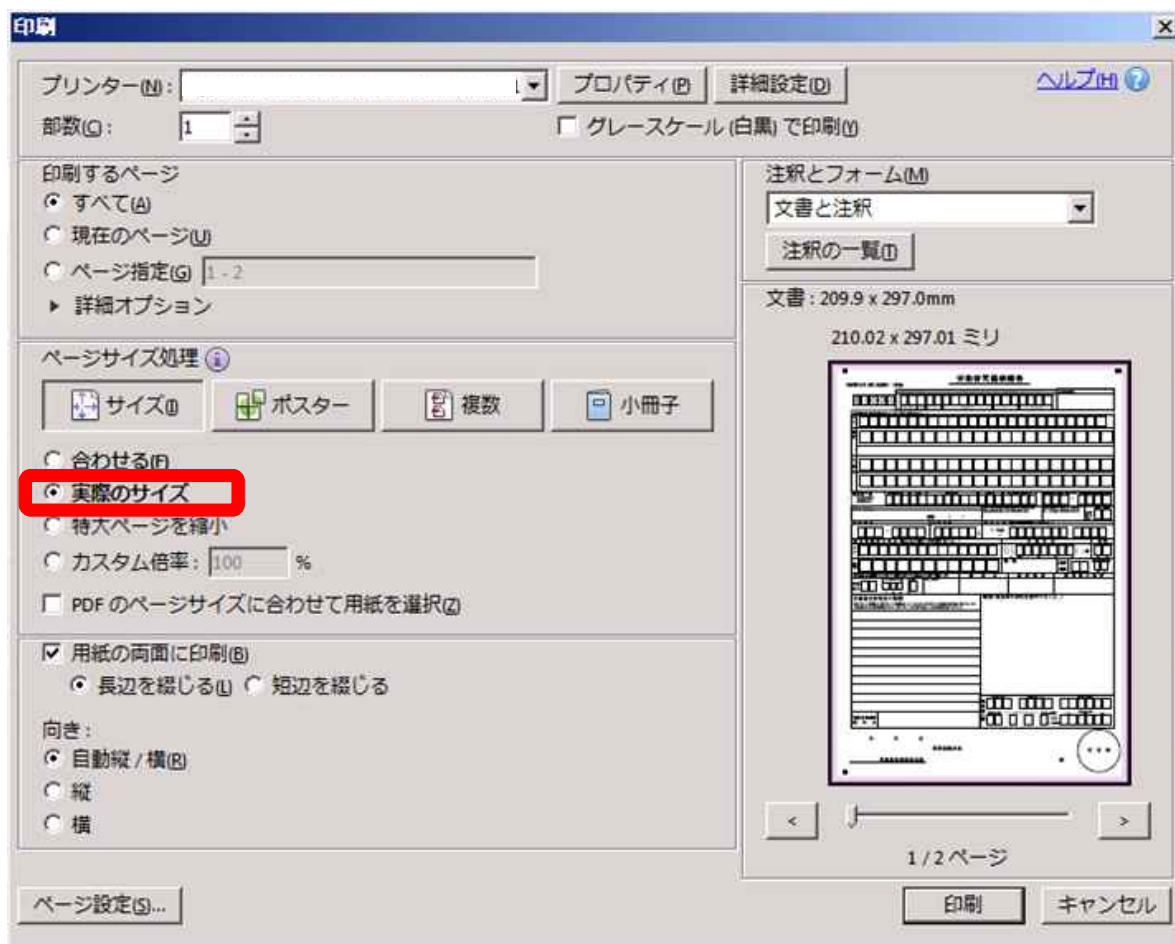 印刷
プリンター(N): プロパティ(P) 詳細設定(D) ヘルプ(H)
部数(C): 1 グレースケール (白黒) で印刷(Y)
印刷するページ
すべて(A)
現在のページ(U)
ページ指定(G) 1 - 2
詳細オプション
注釈とフォーム(M)
文書と注釈
注釈の一覧(T)
ページサイズ処理
サイズ(I) ポスター 複数 小冊子
合わせる(F)
実際のサイズ
特大ページを縮小
カスタム倍率: 100 %
PDF のページサイズに合わせて用紙を選択(Z)
用紙の両面に印刷(B)
長辺を綴じる(L) 短辺を綴じる
向き:
自動縦 / 横(R)
縦
横
文書: 209.9 x 297.0mm
210.02 x 297.01 ミリ
< >
1 / 2 ページ
ページ設定(S)... 印刷 キャンセル